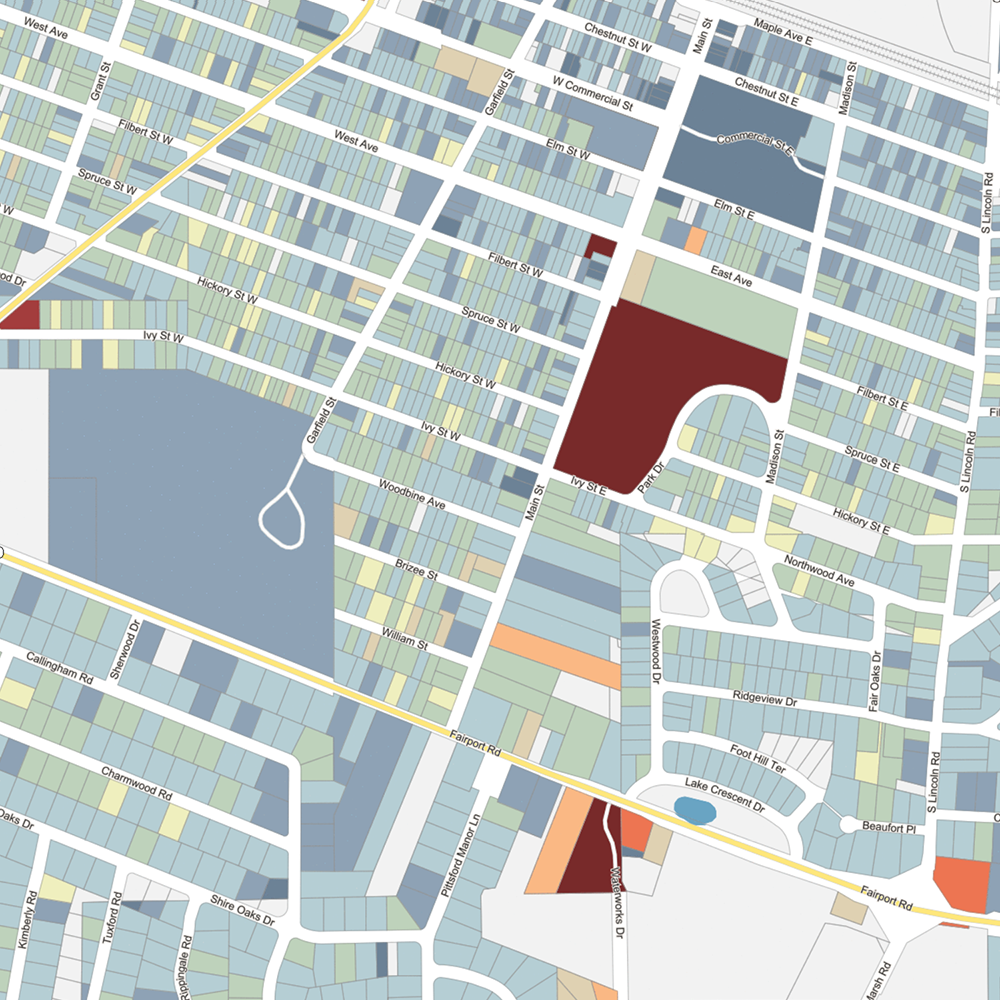 West Ave
Chestnut St W
Main St
Maple Ave E
Grant St
Garfield St
W Commercial St
Chestnut St E
Madison St
Filbert St W
West Ave
Elm St W
Commercial St E
Spruce St W
S Lincoln Rd
W
Elm St E
Filbert St W
East Ave
od Dr
Hickory St W
Spruce St W
Ivy St W
Hickory St W
Filbert St E
Fil
Garfield St
Ivy St W
Madison St
Spruce St E
S Lincoln Rd
Ivy St E
Park Dr
Woodbine Ave
Main St
Hickory St E
Brizee St
Northwood Ave
William St
Sherwood Dr
Westwood Dr
Callingham Rd
Fair Oaks Dr
Ridgeview Dr
Fairport Rd
Foot Hill Ter
S Lincoln Rd
Charmwood Rd
Lake Crescent Dr
Oaks Dr
Beaufort Pl
Pittsford Manor Ln
Fairport Rd
Kimberly Rd
Tuxford Rd
Shire Oaks Dr
Waterworks Dr
Rippingale Rd
Marsh Rd